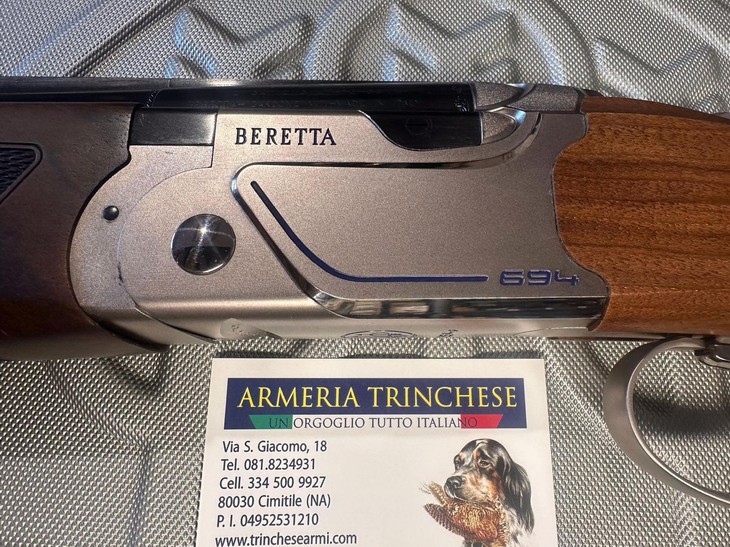 BERETTA
694
ARMERIA TRINCHESE
UN ORGOGLIO TUTTO ITALIANO
Via S. Giacomo, 18
Tel. 081.8234931
Cell. 334 500 9927
80030 Cimitile (NA)
P. I. 04952531210
www.trinchesearmi.com